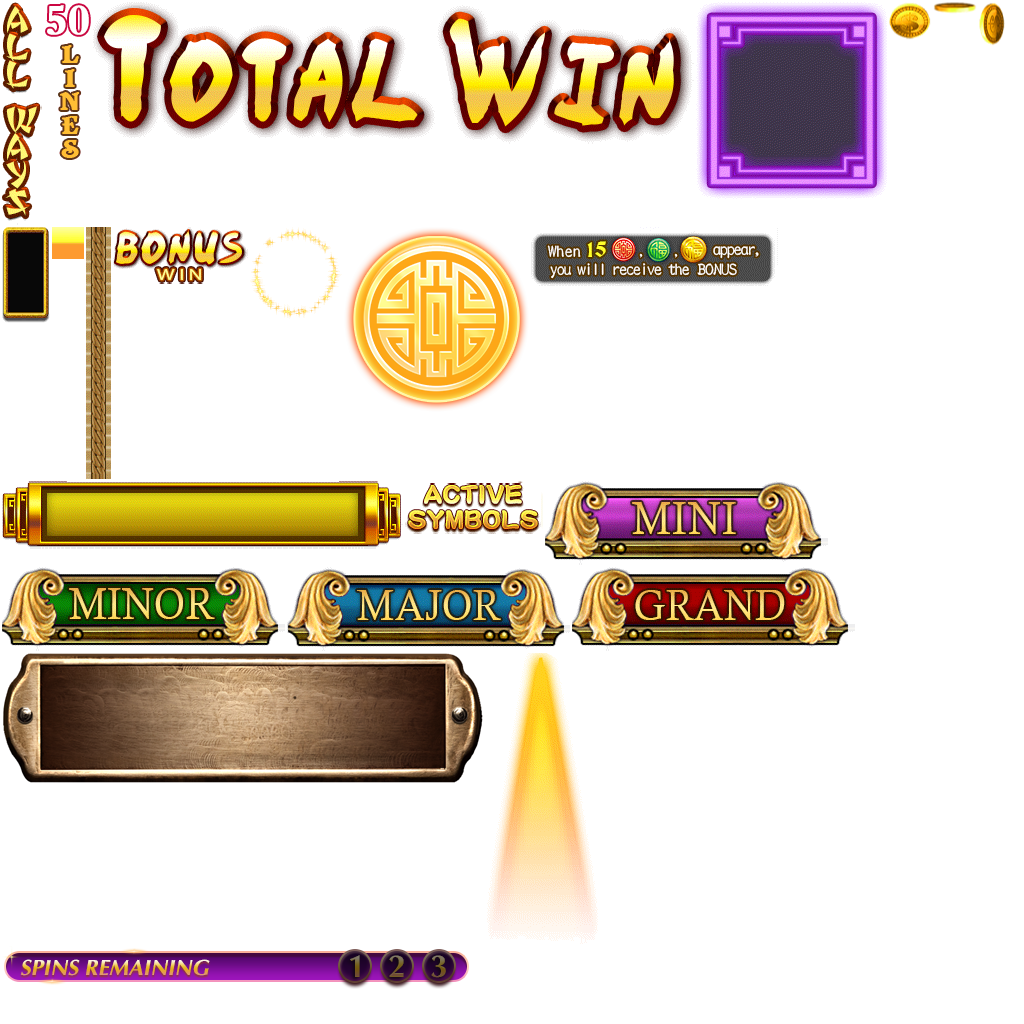 ALL WAYS
50
LINES
TOTAL WIN
BONUS
WIN
When 15 . . appear,
you will receive the BONUS
ACTIVE
SYMBOLS
MINI
MINOR
MAJOR
GRAND
SPINS REMAINING 1 2 3